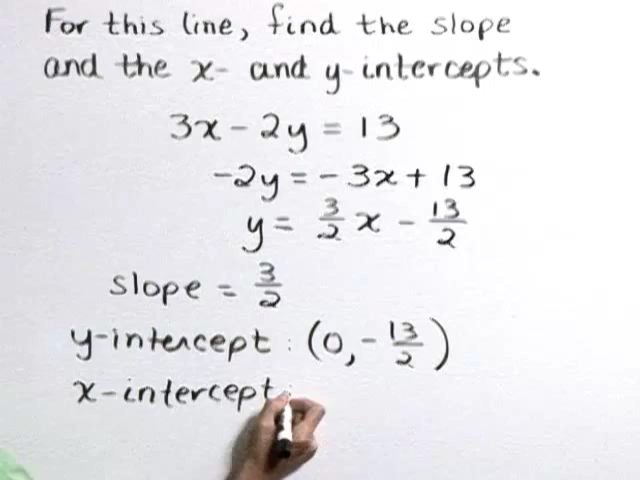 For this line, find the slope
and the x- and y-intercepts.
3x - 2y = 13
-2y = - 3x + 13
y = 3/2 x - 13/2
slope = 3/2
y-intercept : (0, - 13/2)
x-intercept :